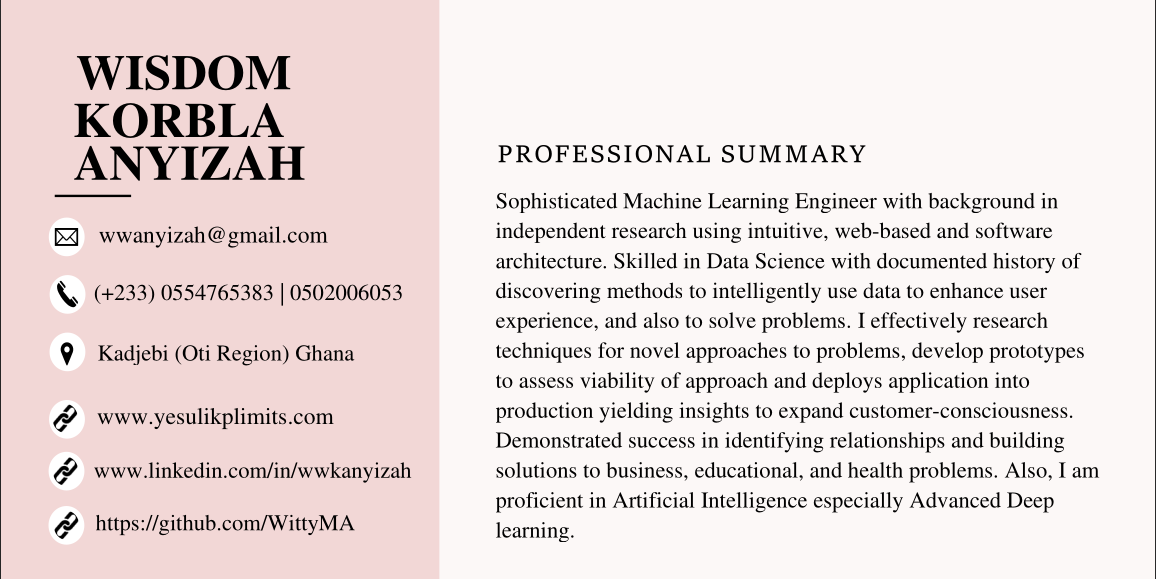 WISDOM
KORBLA
ANYIZAH
wwanyizah@gmail.com
(+233) 0554765383 | 0502006053
Kadjebi (Oti Region) Ghana
www.yesulikplimits.com
www.linkedin.com/in/wwkanyizah
https://github.com/WittyMA
PROFESSIONAL SUMMARY
Sophisticated Machine Learning Engineer with background in
independent research using intuitive, web-based and software
architecture. Skilled in Data Science with documented history of
discovering methods to intelligently use data to enhance user
experience, and also to solve problems. I effectively research
techniques for novel approaches to problems, develop prototypes
to assess viability of approach and deploys application into
production yielding insights to expand customer-consciousness.
Demonstrated success in identifying relationships and building
solutions to business, educational, and health problems. Also, I am
proficient in Artificial Intelligence especially Advanced Deep
learning.